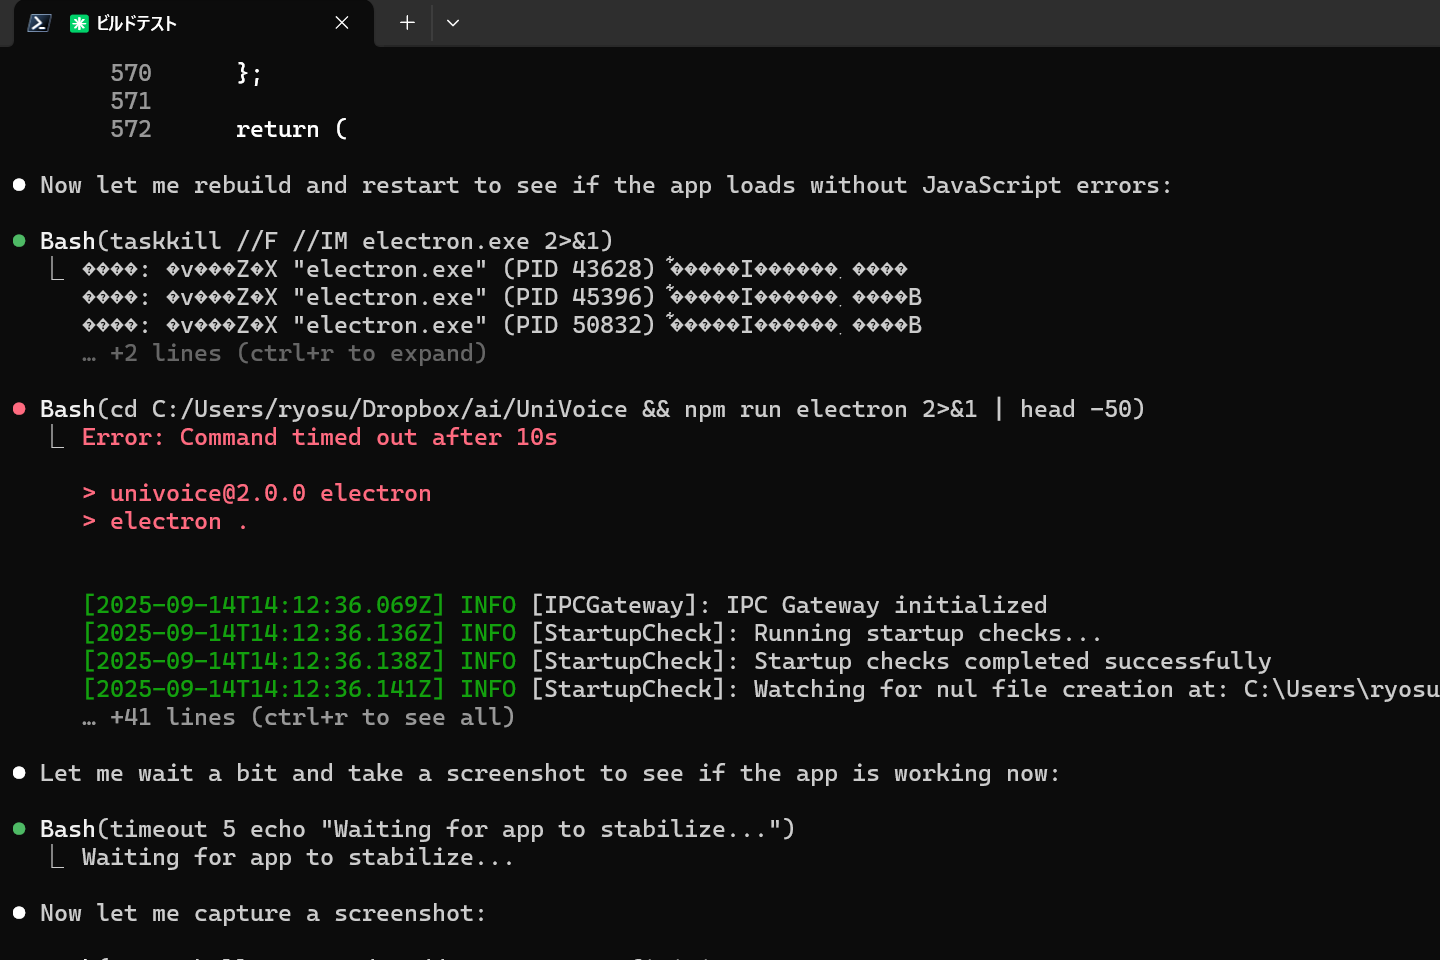 ビルドテスト
570 };
571
572 return (
● Now let me rebuild and restart to see if the app loads without JavaScript errors:
● Bash(taskkill //F //IM electron.exe 2>&1)
⎿ ����: �v���Z�X "electron.exe" (PID 43628) �����I������ ����
����: �v���Z�X "electron.exe" (PID 45396) �����I������ ����B
����: �v���Z�X "electron.exe" (PID 50832) �����I������ ����B
… +2 lines (ctrl+r to expand)
● Bash(cd C:/Users/ryosu/Dropbox/ai/UniVoice && npm run electron 2>&1 | head -50)
⎿ Error: Command timed out after 10s
> univoice@2.0.0 electron
> electron .
[2025-09-14T14:12:36.069Z] INFO [IPCGateway]: IPC Gateway initialized
[2025-09-14T14:12:36.136Z] INFO [StartupCheck]: Running startup checks...
[2025-09-14T14:12:36.138Z] INFO [StartupCheck]: Startup checks completed successfully
[2025-09-14T14:12:36.141Z] INFO [StartupCheck]: Watching for nul file creation at: C:\Users\ryosu
… +41 lines (ctrl+r to see all)
● Let me wait a bit and take a screenshot to see if the app is working now:
● Bash(timeout 5 echo "Waiting for app to stabilize...")
⎿ Waiting for app to stabilize...
● Now let me capture a screenshot: